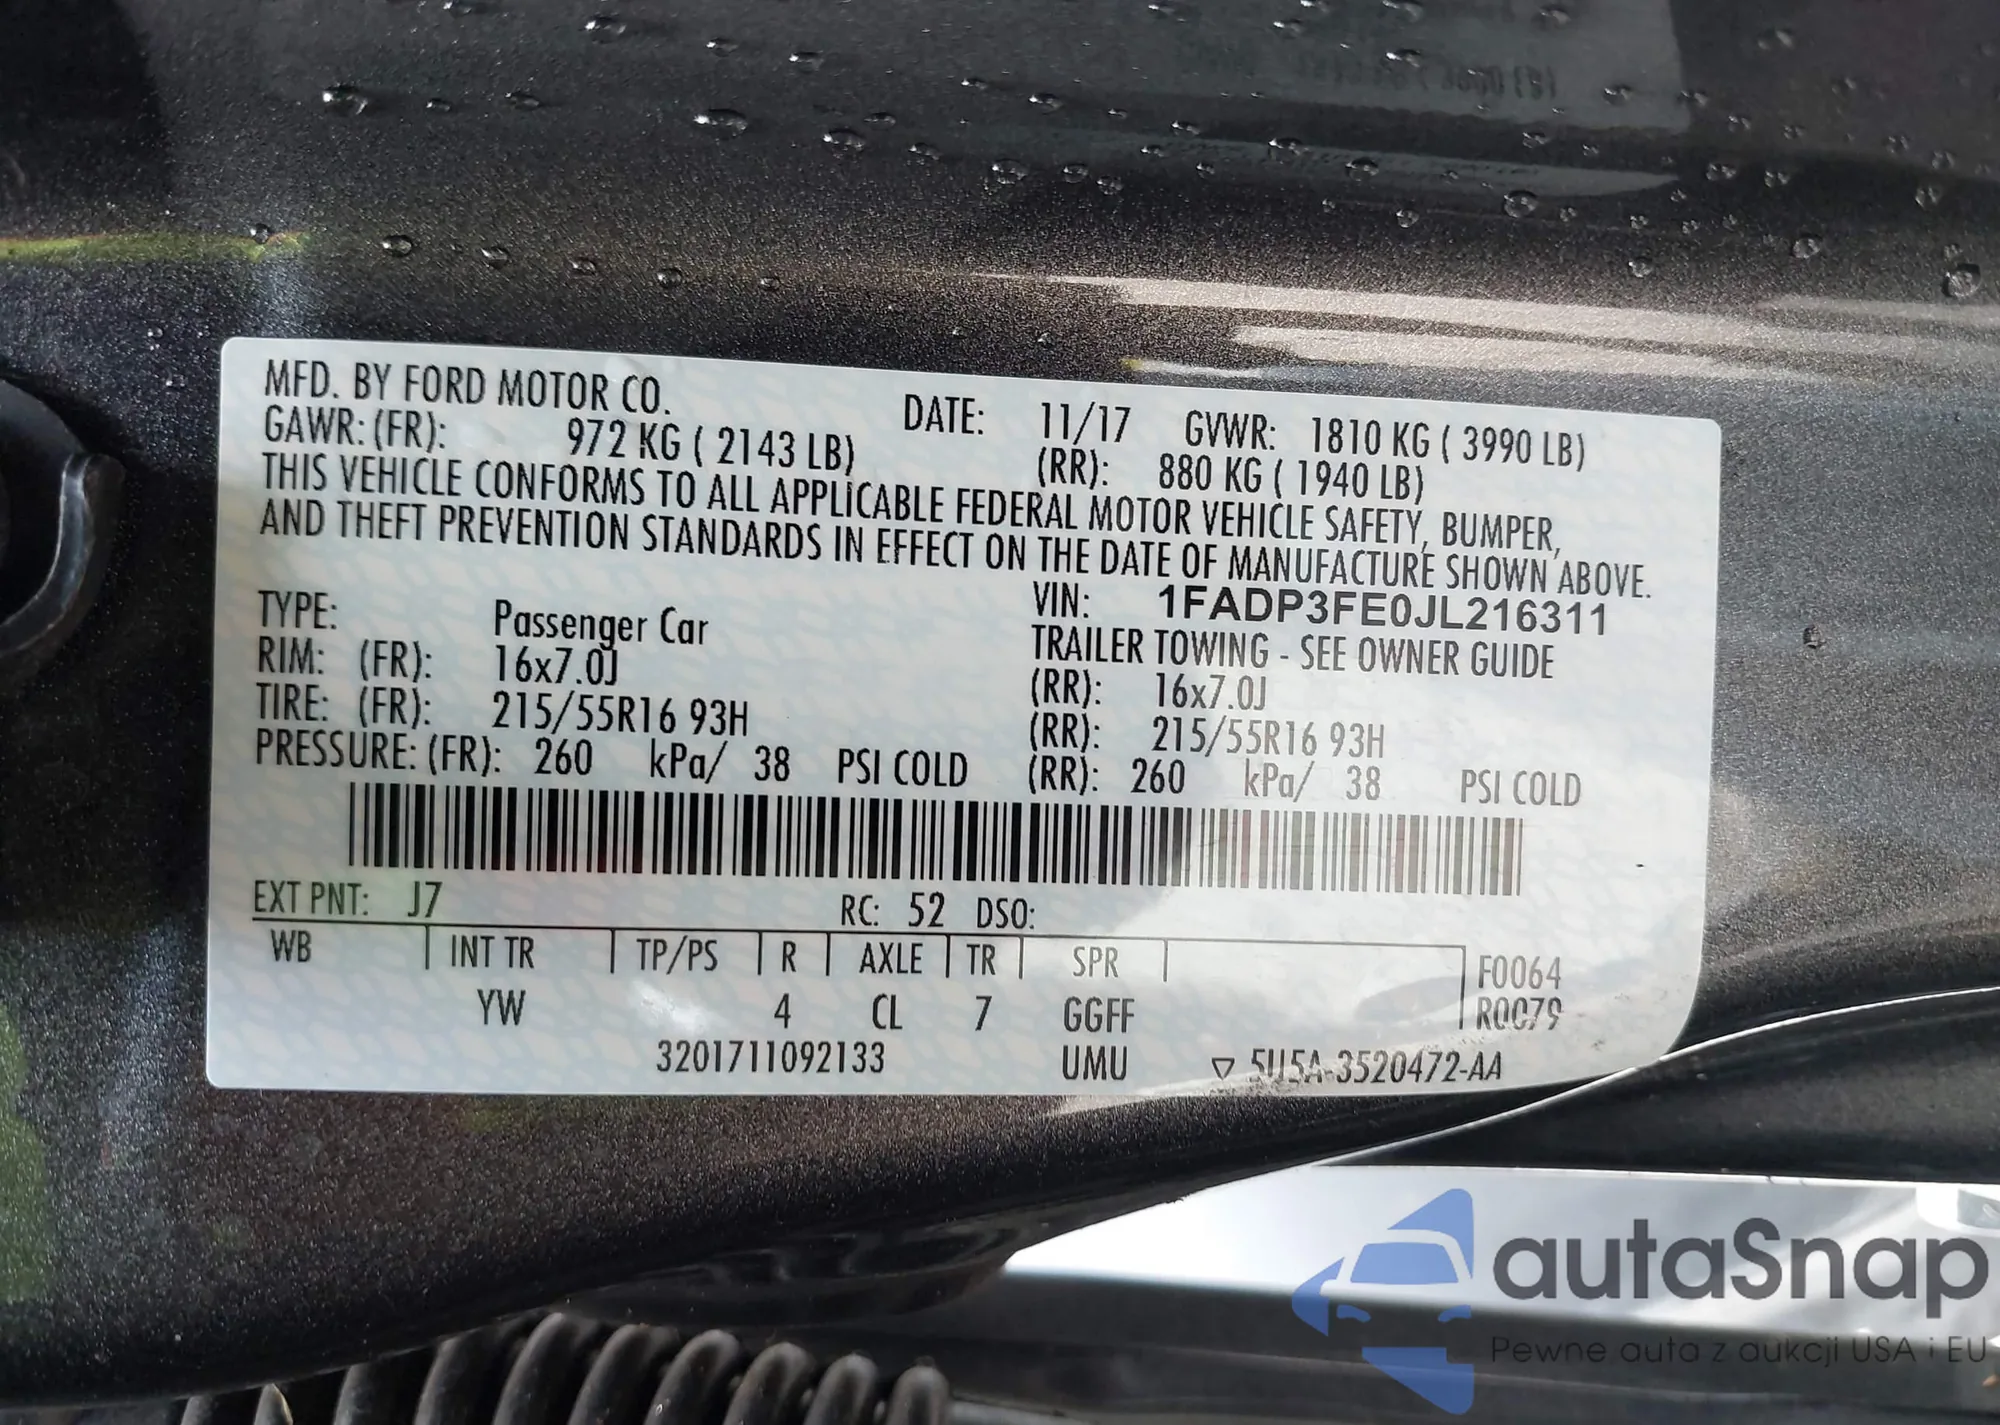 MFD. BY FORD MOTOR CO. DATE: 11/17 GVWR: 1810 KG ( 3990 LB)
GAWR: (FR): 972 KG ( 2143 LB) (RR): 880 KG ( 1940 LB)
THIS VEHICLE CONFORMS TO ALL APPLICABLE FEDERAL MOTOR VEHICLE SAFETY, BUMPER,
AND THEFT PREVENTION STANDARDS IN EFFECT ON THE DATE OF MANUFACTURE SHOWN ABOVE.
VIN: 1FADP3FE0JL216311
TYPE: Passenger Car TRAILER TOWING - SEE OWNER GUIDE
RIM: (FR): 16x7.0J (RR): 16x7.0J
TIRE: (FR): 215/55R16 93H (RR): 215/55R16 93H
PRESSURE: (FR): 260 kPa/ 38 PSI COLD (RR): 260 kPa/ 38 PSI COLD
EXT PNT: J7 RC: 52 DSO:
WB INT TR TP/PS R AXLE TR SPR F0064
YW 4 CL 7 GGFF R0079
3201711092133 UMU ▽ 5U5A-3520472-AA
autaSnap
Pewne auta z aukcji USA i EU